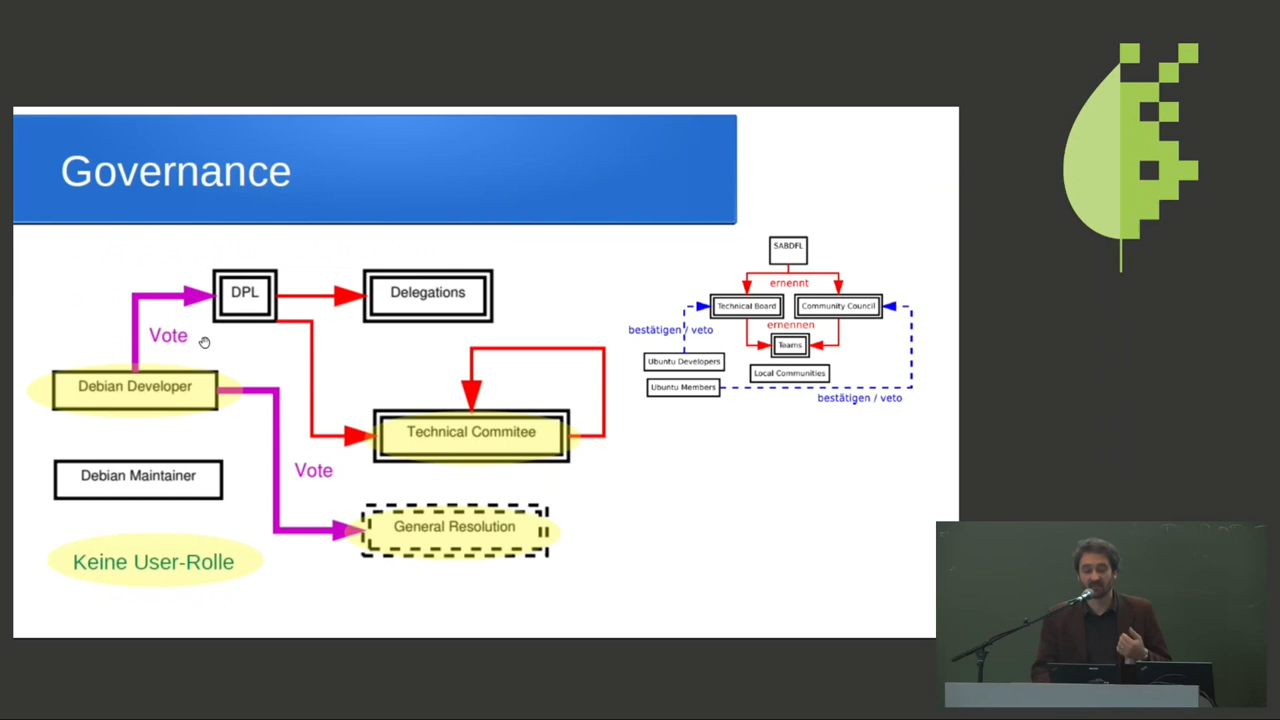 Governance
DPL
Delegations
Vote
Debian Developer
Technical Commitee
Debian Maintainer
Vote
General Resolution
Keine User-Rolle
SABDFL
ernennt
Technical Board
Community Council
ernennen
bestätigen / veto
Teams
Ubuntu Developers
Local Communities
Ubuntu Members
bestätigen / veto